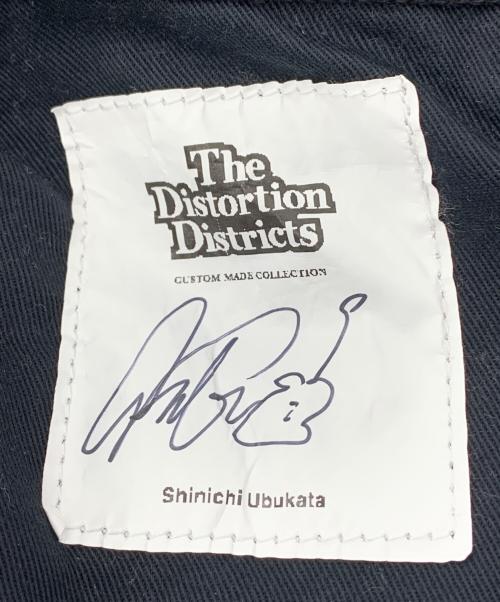 The
Distortion
Districts
CUSTOM MADE COLLECTION
Shinichi Ubukata